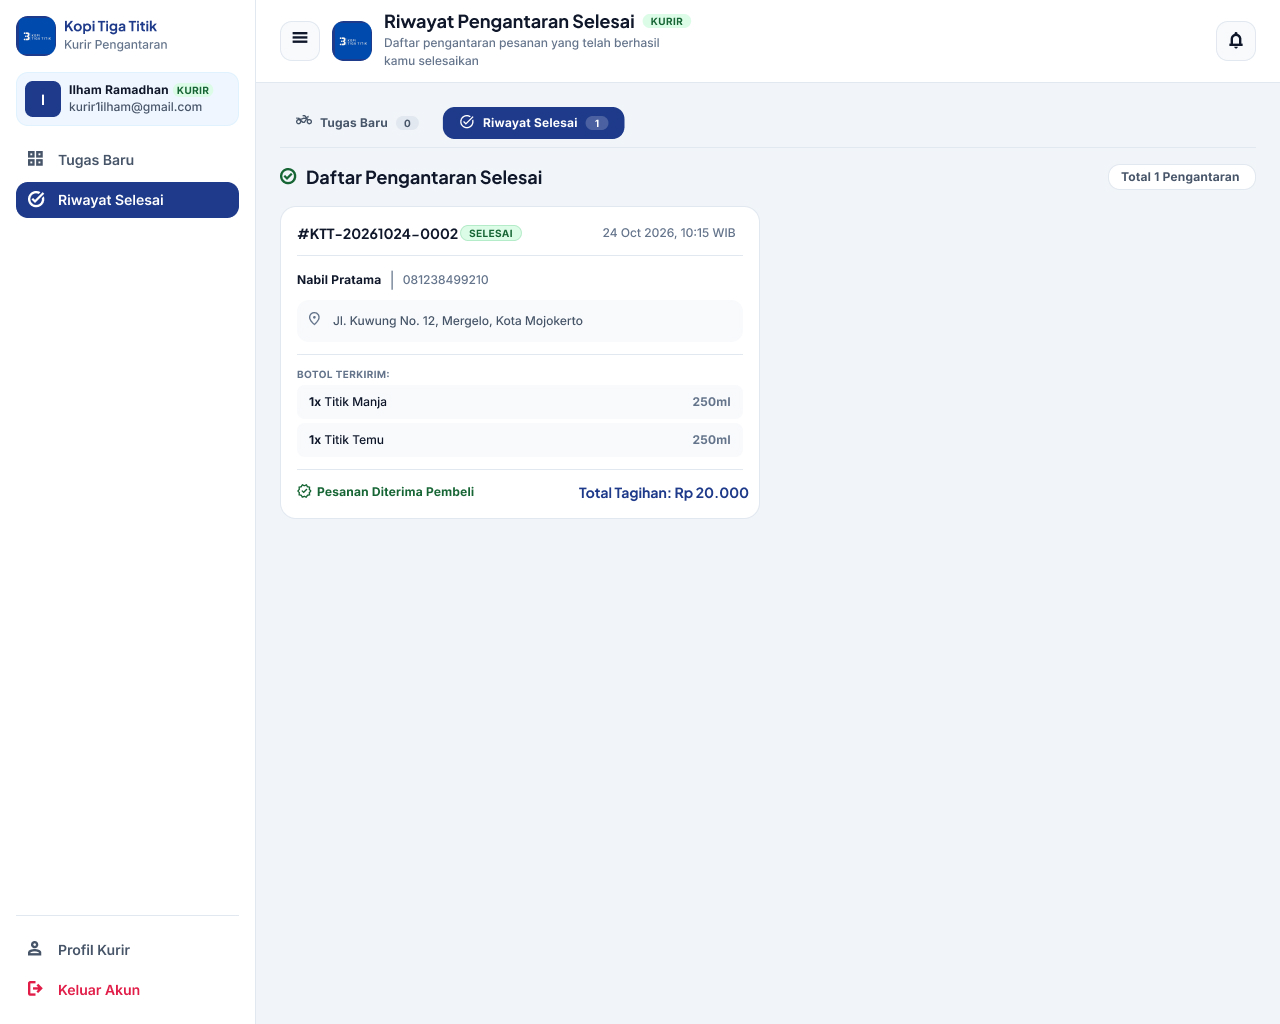 Kopi Tiga Titik
Kurir Pengantaran
I
Ilham Ramadhan KURIR
kurir1ilham@gmail.com
Tugas Baru
Riwayat Selesai
Profil Kurir
Keluar Akun
Riwayat Pengantaran Selesai KURIR
Daftar pengantaran pesanan yang telah berhasil
kamu selesaikan
Tugas Baru 0
Riwayat Selesai 1
Daftar Pengantaran Selesai
Total 1 Pengantaran
#KTT-20261024-0002 SELESAI
24 Oct 2026, 10:15 WIB
Nabil Pratama | 081238499210
Jl. Kuwung No. 12, Mergelo, Kota Mojokerto
BOTOL TERKIRIM:
1x Titik Manja 250ml
1x Titik Temu 250ml
Pesanan Diterima Pembeli
Total Tagihan: Rp 20.000